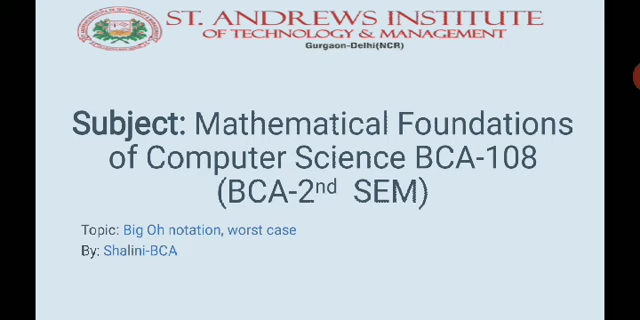 ST. ANDREWS INSTITUTE
OF TECHNOLOGY & MANAGEMENT
Gurgaon-Delhi(NCR)
Subject: Mathematical Foundations
of Computer Science BCA-108
(BCA-2nd SEM)
Topic: Big Oh notation, worst case
By: Shalini-BCA